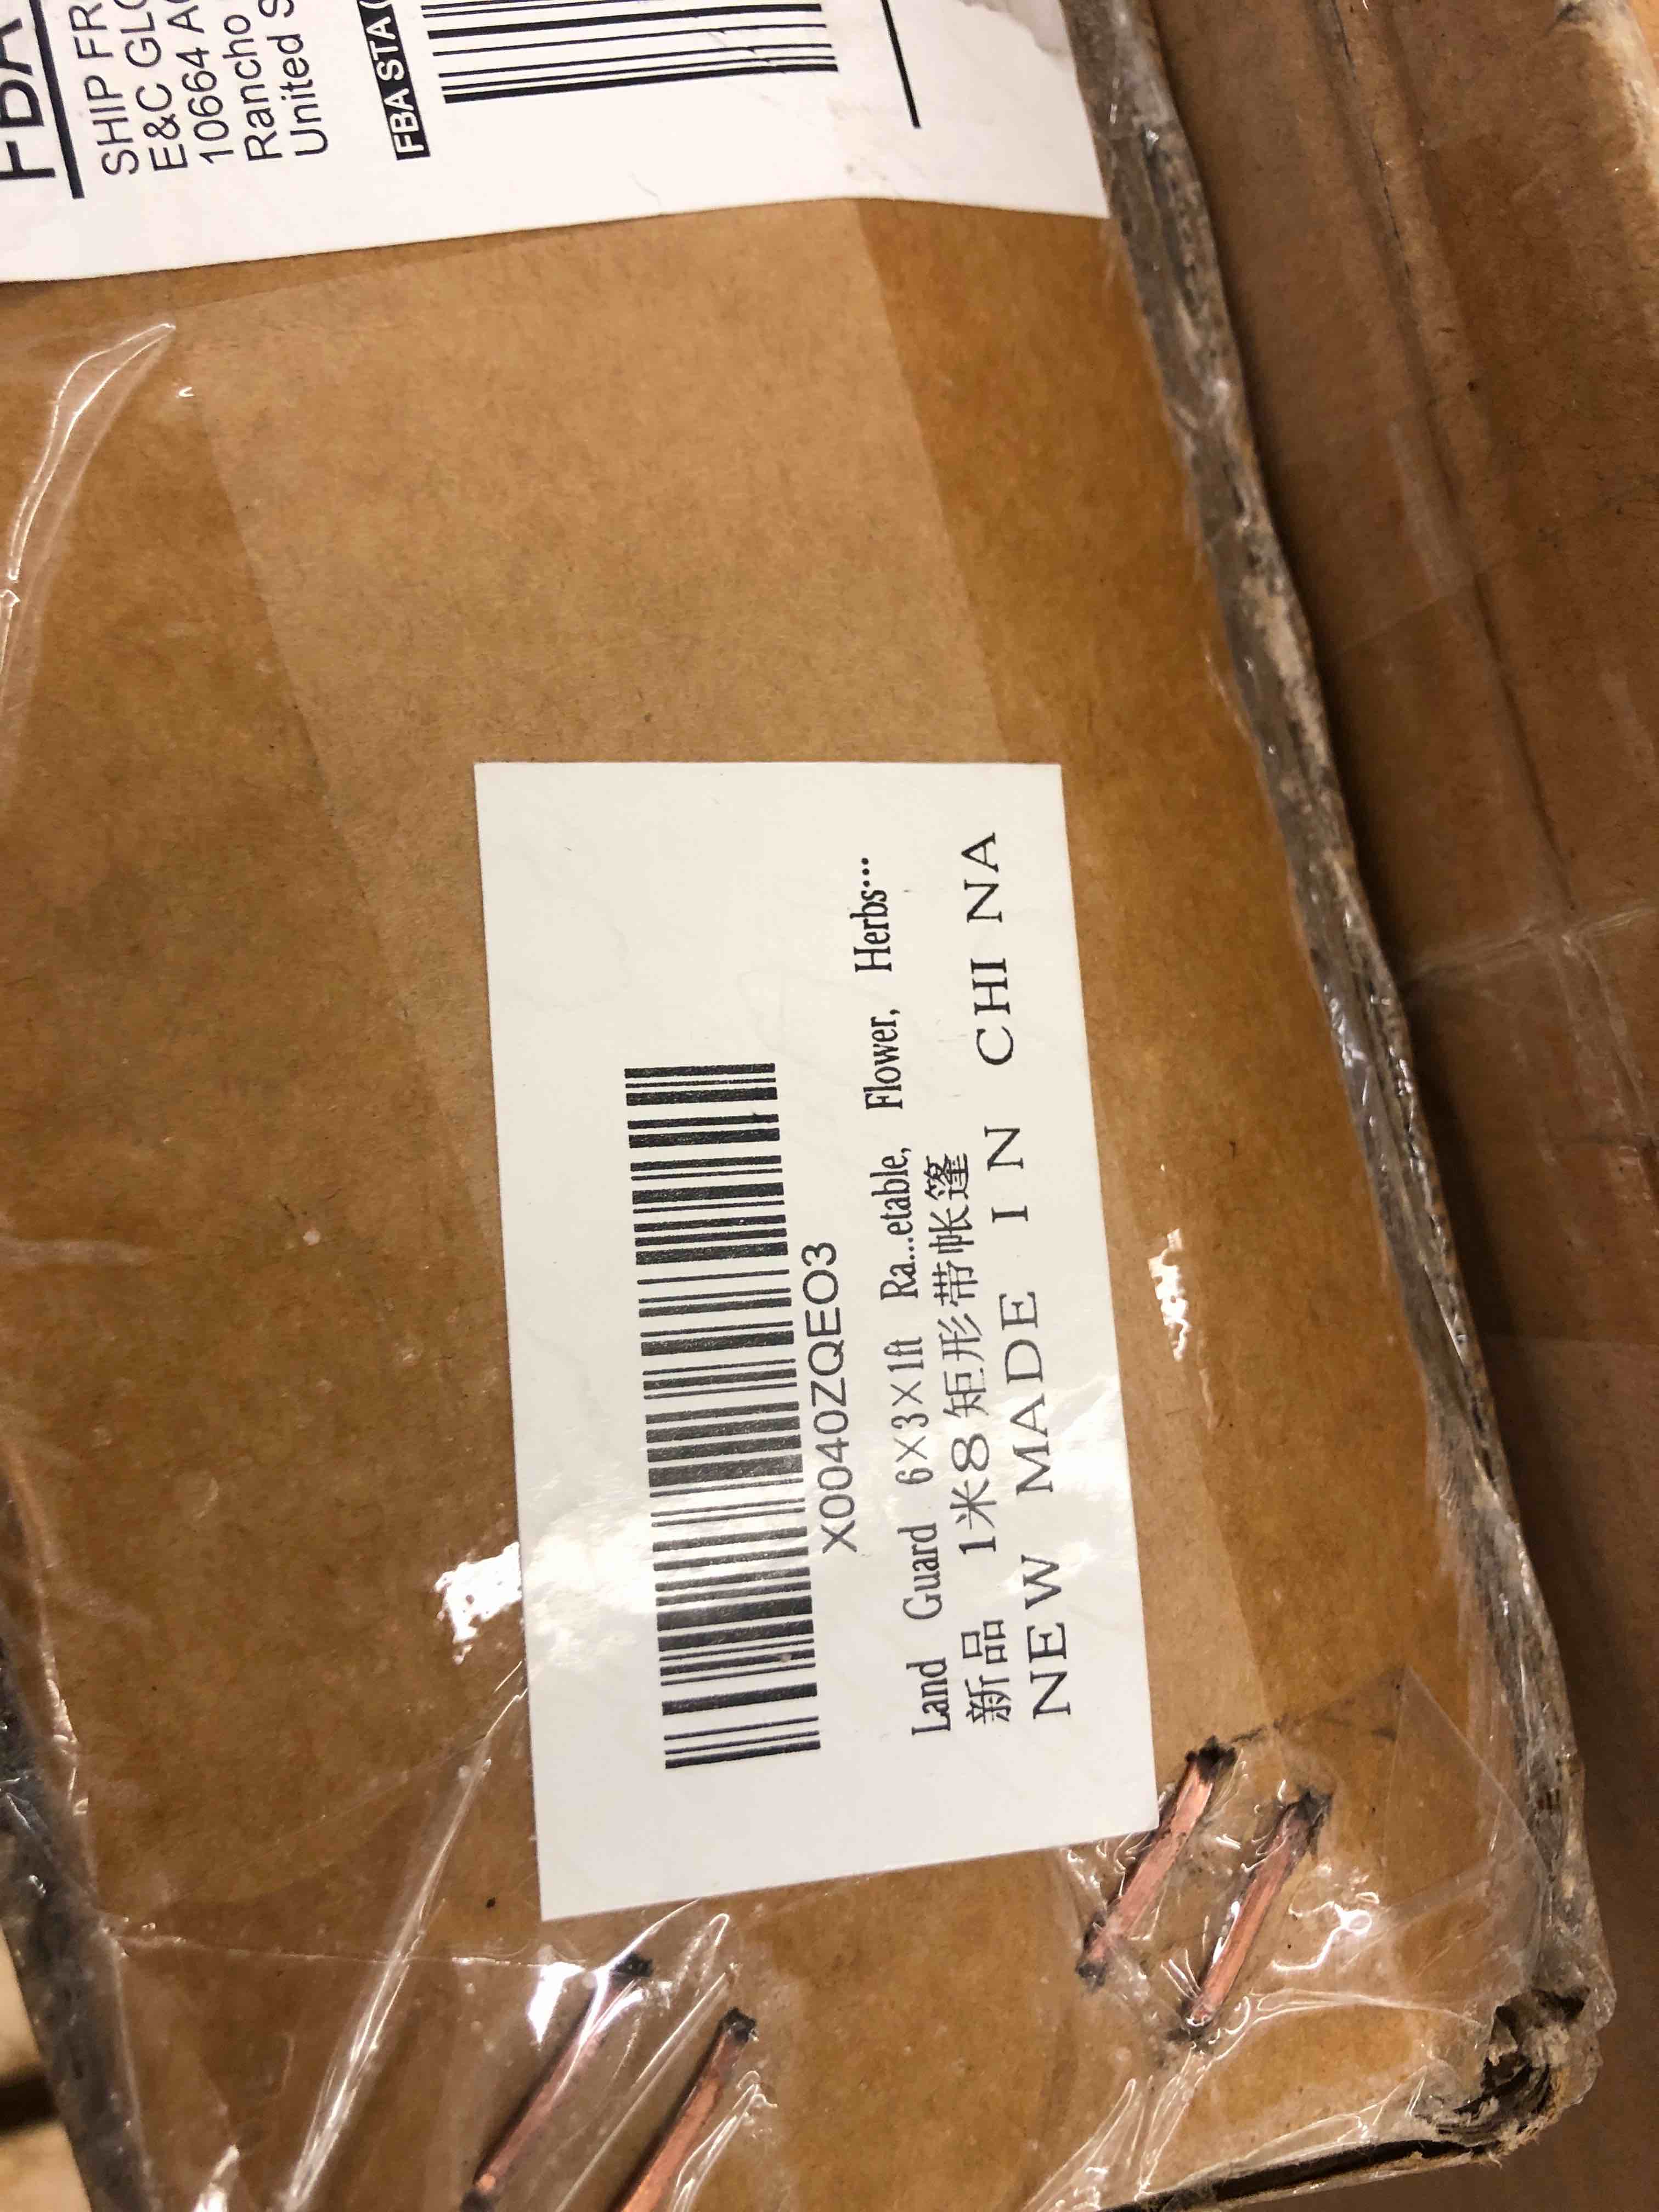 FBA
SHIP FR
E&C GLO
10664 A
Rancho
United S
FBA STA (
X0040ZQEO3
Land Guard 6×3×1ft Ra...etable, Flower, Herbs...
新品 1米8矩形带帐篷
NEW MADE IN CHINA